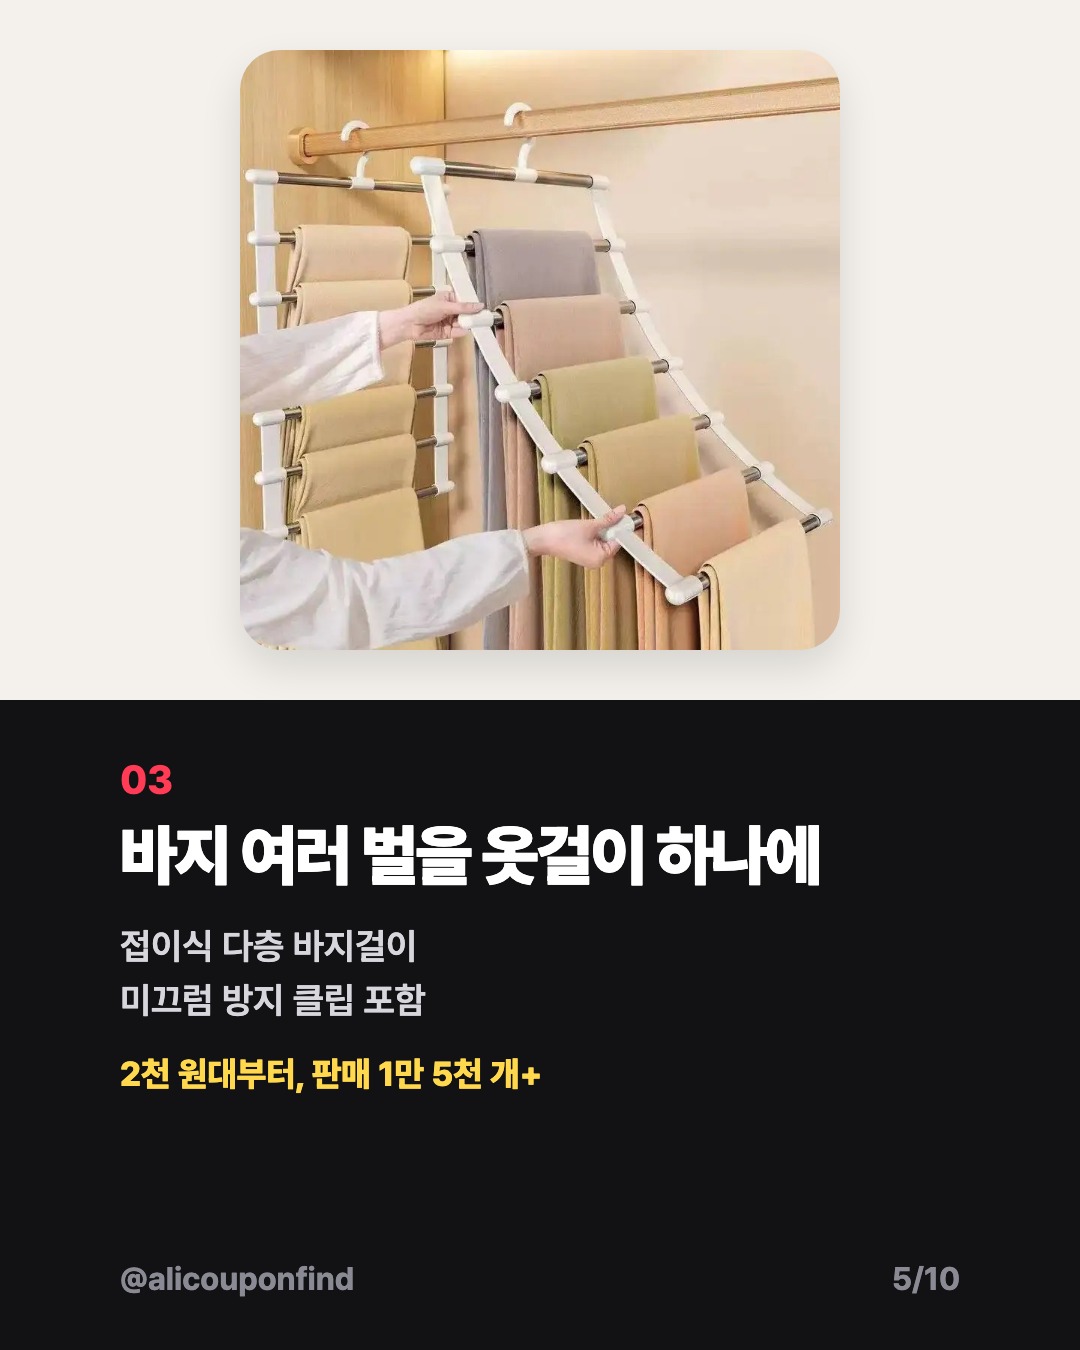 03
바지 여러 벌을 옷걸이 하나에
접이식 다층 바지걸이
미끄럼 방지 클립 포함
2천 원대부터, 판매 1만 5천 개+
@alicouponfind
5/10